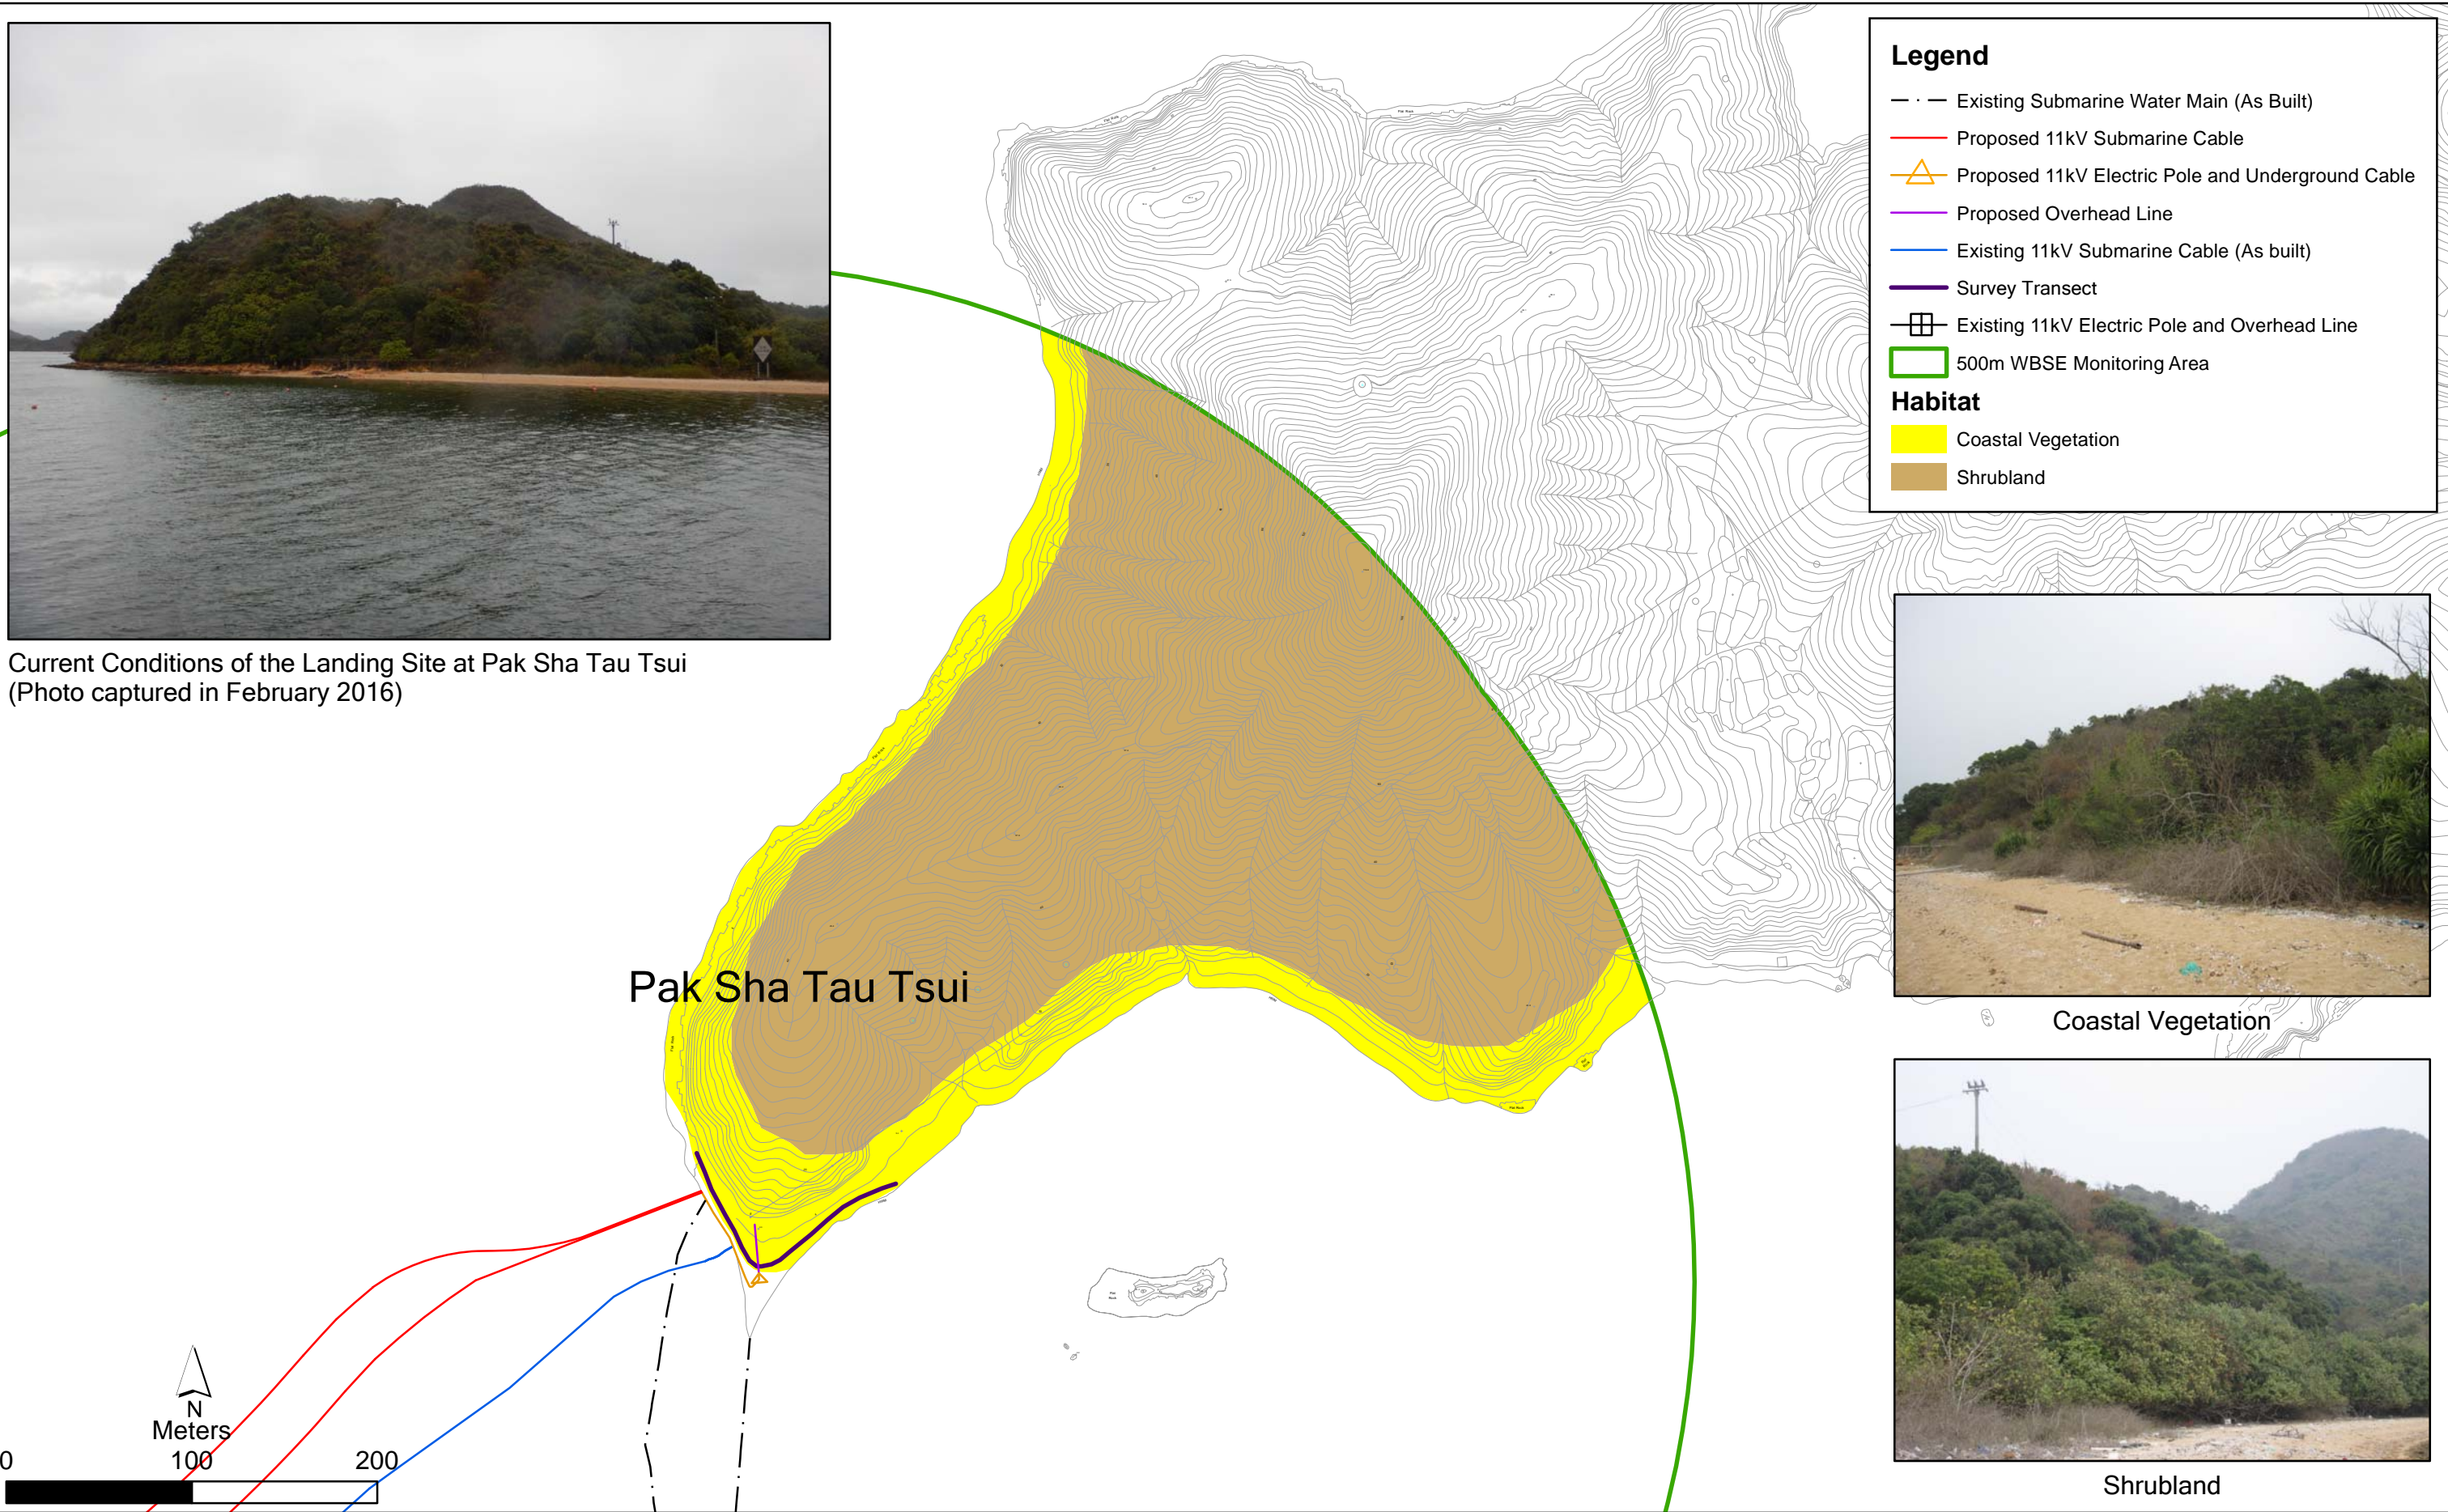 Legend
Existing Submarine Water Main (As Built)
Proposed 11kV Submarine Cable
Proposed 11kV Electric Pole and Underground Cable
Proposed Overhead Line
Existing 11kV Submarine Cable (As built)
Survey Transect
Existing 11kV Electric Pole and Overhead Line
500m WBSE Monitoring Area
Habitat
Coastal Vegetation
Shrubland
Current Conditions of the Landing Site at Pak Sha Tau Tsui
(Photo captured in February 2016)
Pak Sha Tau Tsui
Coastal Vegetation
Shrubland
N
Meters
0 100 200